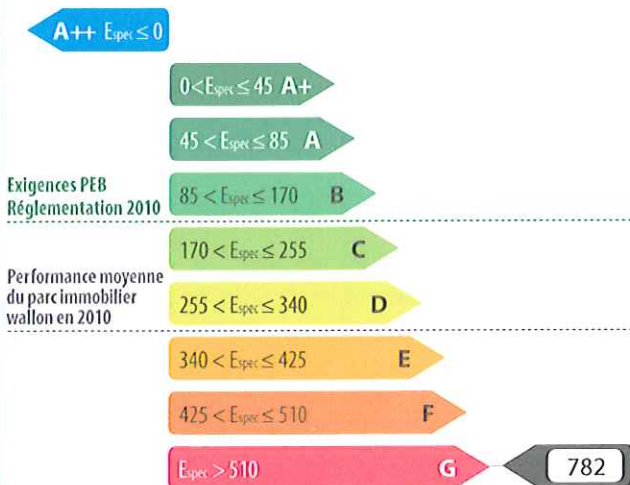 A++ Espec ≤ 0
0 < Espec ≤ 45 A+
45 < Espec ≤ 85 A
Exigences PEB
Réglementation 2010
85 < Espec ≤ 170 B
170 < Espec ≤ 255 C
Performance moyenne
du parc immobilier
wallon en 2010
255 < Espec ≤ 340 D
340 < Espec ≤ 425 E
425 < Espec ≤ 510 F
Espec > 510 G 782